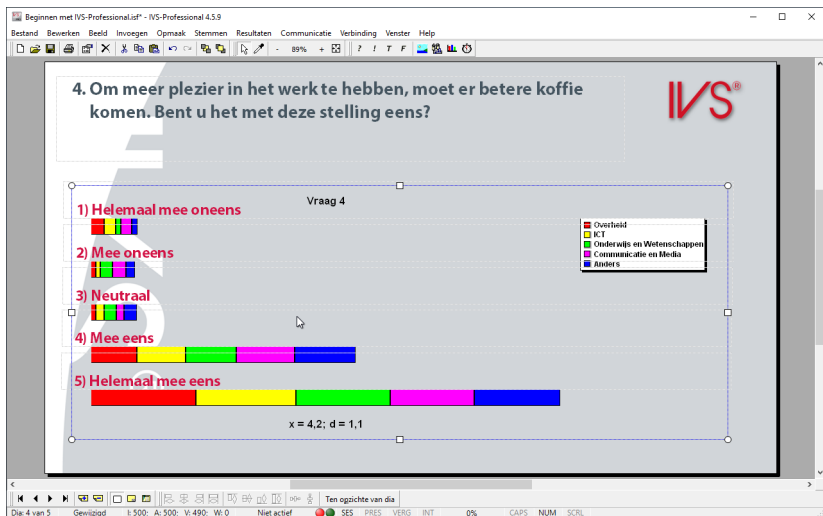 Beginnen met IVS-Professional.isf* - IVS-Professional 4.5.9
Bestand Bewerken Beeld Invoegen Opmaak Stemmen Resultaten Communicatie Verbinding Venster Help
- 89% + ? ! T F
4. Om meer plezier in het werk te hebben, moet er betere koffie
komen. Bent u het met deze stelling eens?
IVS®
Vraag 4
1) Helemaal mee oneens
Overheid
ICT
Onderwijs en Wetenschappen
Communicatie en Media
Anders
2) Mee oneens
3) Neutraal
4) Mee eens
5) Helemaal mee eens
x = 4,2; d = 1,1
Ten opzichte van dia
Dia: 4 van 5 Gewijzigd I: 500; A: 500; V: 490; W: 0 Niet actief SES PRES VERG INT 0% CAPS NUM SCRL